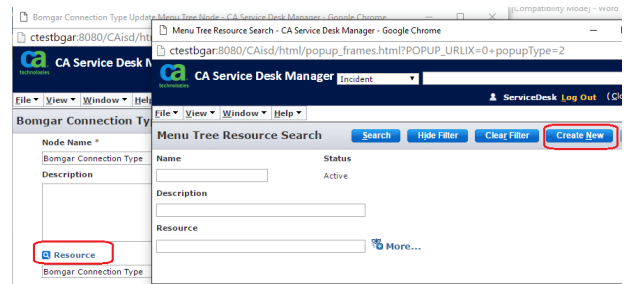 [Compatibility Mode] - Word
Bomgar Connection Type Update Menu Tree Node - CA Service Desk Manager - Google Chrome
ctestbgar:8080/CAisd/ht
ca technologies
CA Service Desk M
File View Window Help
Bomgar Connection Ty
Node Name *
Bomgar Connection Type
Description
Resource
Bomgar Connection Type
Menu Tree Resource Search - CA Service Desk Manager - Google Chrome
ctestbgar:8080/CAisd/html/popup_frames.html?POPUP_URLIX=0+popupType=2
ca technologies
CA Service Desk Manager Incident
ServiceDesk Log Out (Clo
File View Window Help
Menu Tree Resource Search Search Hide Filter Clear Filter Create New
Name Status
Active
Description
Resource
More...